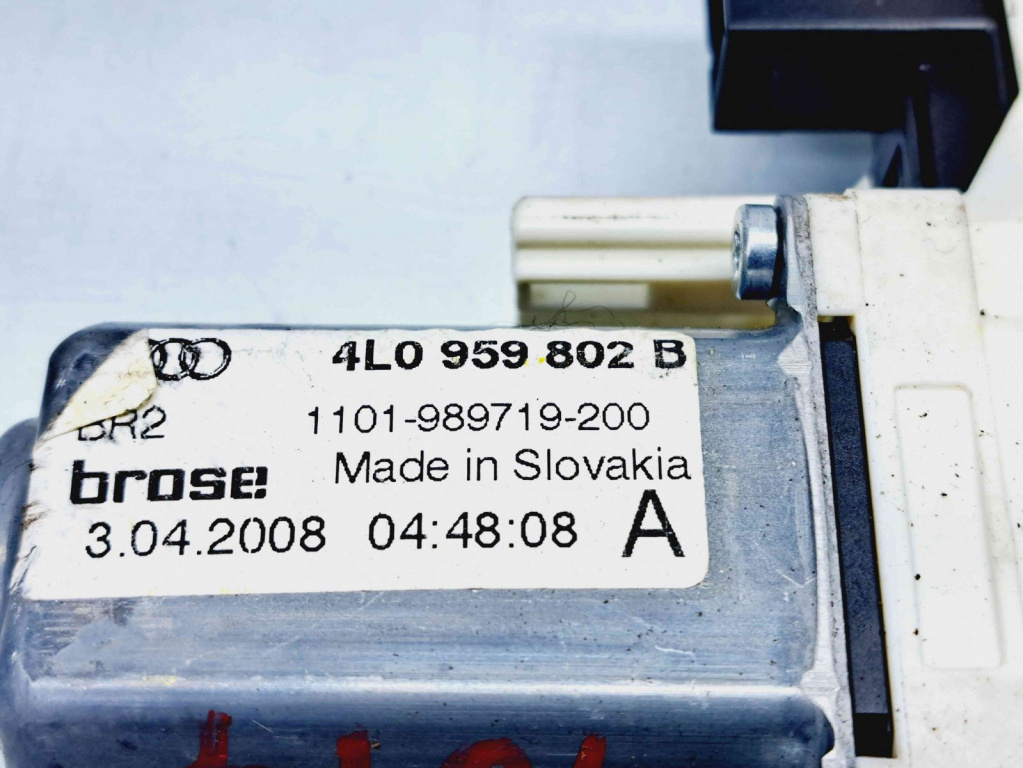 4L0 959 802 B
BR2 1101-989719-200
brose
Made in Slovakia
3.04.2008 04:48:08 A